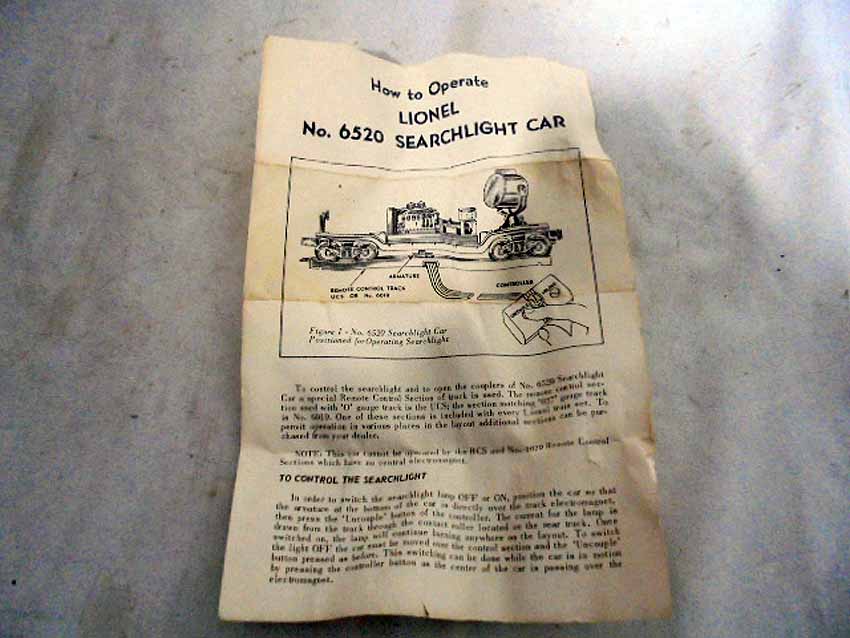 How to Operate
LIONEL
No. 6520 SEARCHLIGHT CAR
ARMATURE
REMOTE CONTROL TRACK
UCS OR No. 6019
CONTROLLER
Figure 1 - No. 6520 Searchlight Car
Positioned for Operating Searchlight
To control the searchlight and to open the couplers of No. 6520 Searchlight
Car a special Remote Control Section of track is used. The remote control sec-
tion used with "O" gauge track is the UCS; the section matching "027" gauge track
is No. 6019. One of these sections is included with every Lionel train set. To
permit operation in various places in the layout additional sections can be pur-
chased from your dealer.
NOTE: This car cannot be operated by the RCS and No. Remote Control
Sections which have no central electromagnet.
TO CONTROL THE SEARCHLIGHT
In order to switch the searchlight lamp OFF or ON, position the car so that
the armature at the bottom of the car is directly over the track electromagnet,
then press the "Uncouple" button of the controller. The current for the lamp is
drawn from the track through the contact roller located on the rear truck. Once
switched on, the lamp will continue burning anywhere on the layout. To switch
the light OFF the car must be moved over the control section and the "Uncouple"
button pressed as before. This switching can be done while the car is in motion
by pressing the controller button as the center of the car is passing over the
electromagnet.